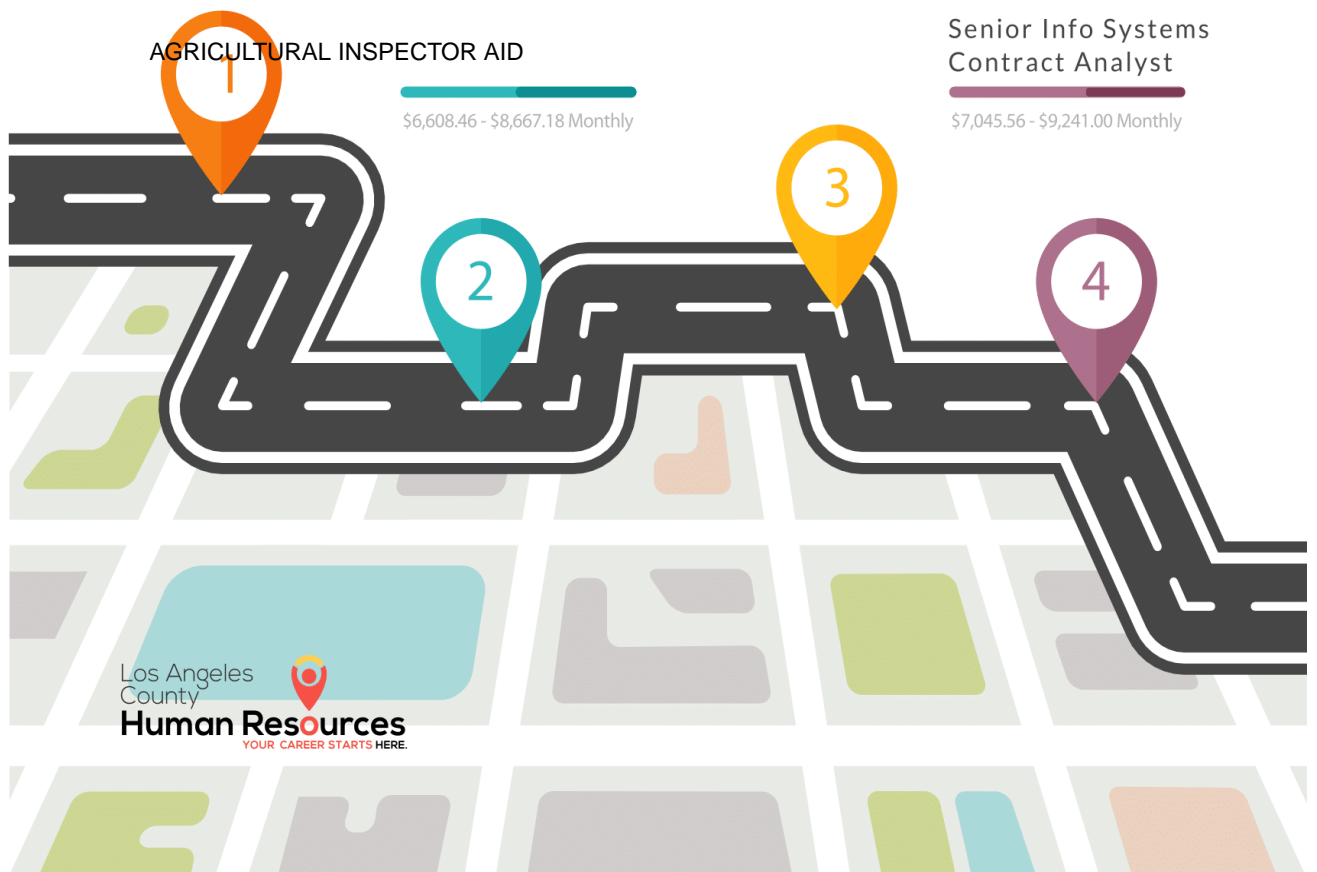 AGRICULTURAL INSPECTOR AID
1
$6,608.46 - $8,667.18 Monthly
Senior Info Systems
Contract Analyst
$7,045.56 - $9,241.00 Monthly
3
2
4
Los Angeles
County
Human Resources
YOUR CAREER STARTS HERE.